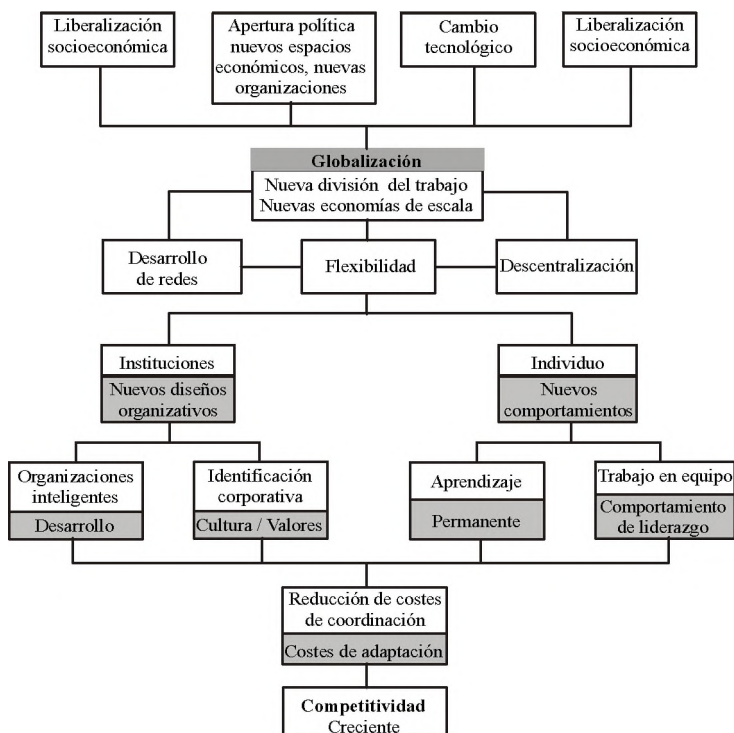 Liberalización
socioeconómica
Apertura política
nuevos espacios
económicos, nuevas
organizaciones
Cambio
tecnológico
Liberalización
socioeconómica
Globalización
Nueva división del trabajo
Nuevas economías de escala
Desarrollo
de redes
Flexibilidad
Descentralización
Instituciones
Nuevos diseños
organizativos
Individuo
Nuevos
comportamientos
Organizaciones
inteligentes
Desarrollo
Identificación
corporativa
Cultura / Valores
Aprendizaje
Permanente
Trabajo en equipo
Comportamiento
de liderazgo
Reducción de costes
de coordinación
Costes de adaptación
Competitividad
Creciente